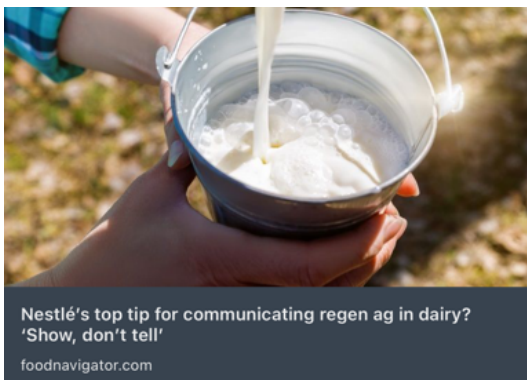 Nestlé's top tip for communicating regen ag in dairy?
‘Show, don't tell’
foodnavigator.com